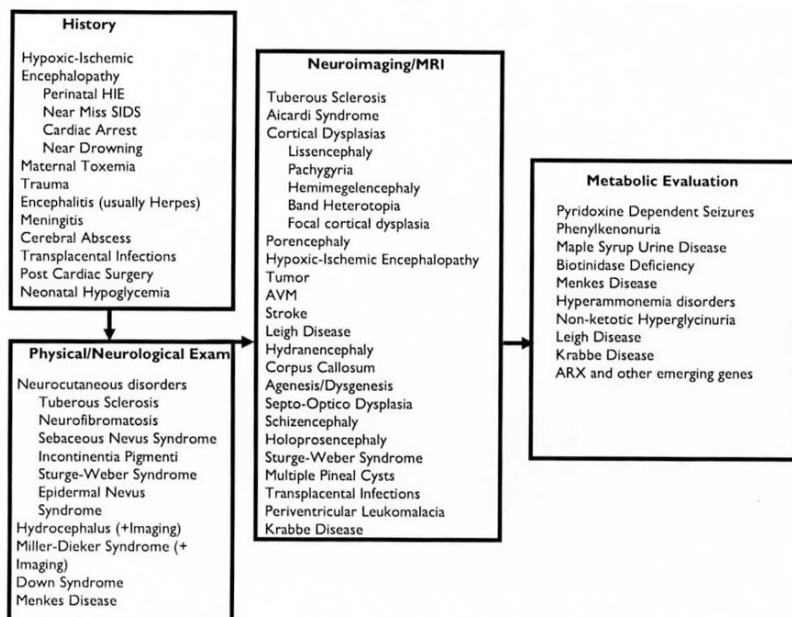 History
Hypoxic-Ischemic
Encephalopathy
Perinatal HIE
Near Miss SIDS
Cardiac Arrest
Near Drowning
Maternal Toxemia
Trauma
Encephalitis (usually Herpes)
Meningitis
Cerebral Abscess
Transplacental Infections
Post Cardiac Surgery
Neonatal Hypoglycemia
Physical/Neurological Exam
Neurocutaneous disorders
Tuberous Sclerosis
Neurofibromatosis
Sebaceous Nevus Syndrome
Incontinentia Pigmenti
Sturge-Weber Syndrome
Epidermal Nevus
Syndrome
Hydrocephalus (+Imaging)
Miller-Dieker Syndrome (+
Imaging)
Down Syndrome
Menkes Disease
Neuroimaging/MRI
Tuberous Sclerosis
Aicardi Syndrome
Cortical Dysplasias
Lissencephaly
Pachygyria
Hemimegelencephaly
Band Heterotopia
Focal cortical dysplasia
Porencephaly
Hypoxic-Ischemic Encephalopathy
Tumor
AVM
Stroke
Leigh Disease
Hydranencephaly
Corpus Callosum
Agenesis/Dysgenesis
Septo-Optico Dysplasia
Schizencephaly
Holoprosencephaly
Sturge-Weber Syndrome
Multiple Pineal Cysts
Transplacental Infections
Periventricular Leukomalacia
Krabbe Disease
Metabolic Evaluation
Pyridoxine Dependent Seizures
Phenylkenonuria
Maple Syrup Urine Disease
Biotinidase Deficiency
Menkes Disease
Hyperammonemia disorders
Non-ketotic Hyperglycinuria
Leigh Disease
Krabbe Disease
ARX and other emerging genes